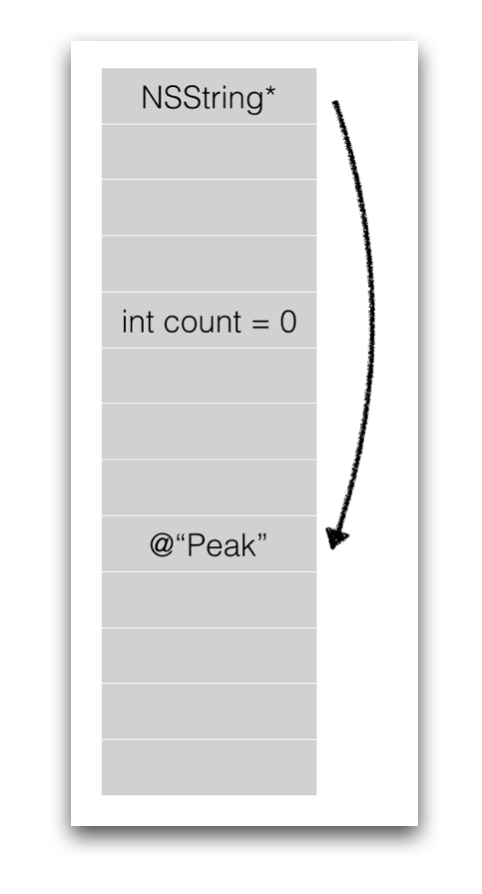 NSString*
int count = 0
@“Peak”